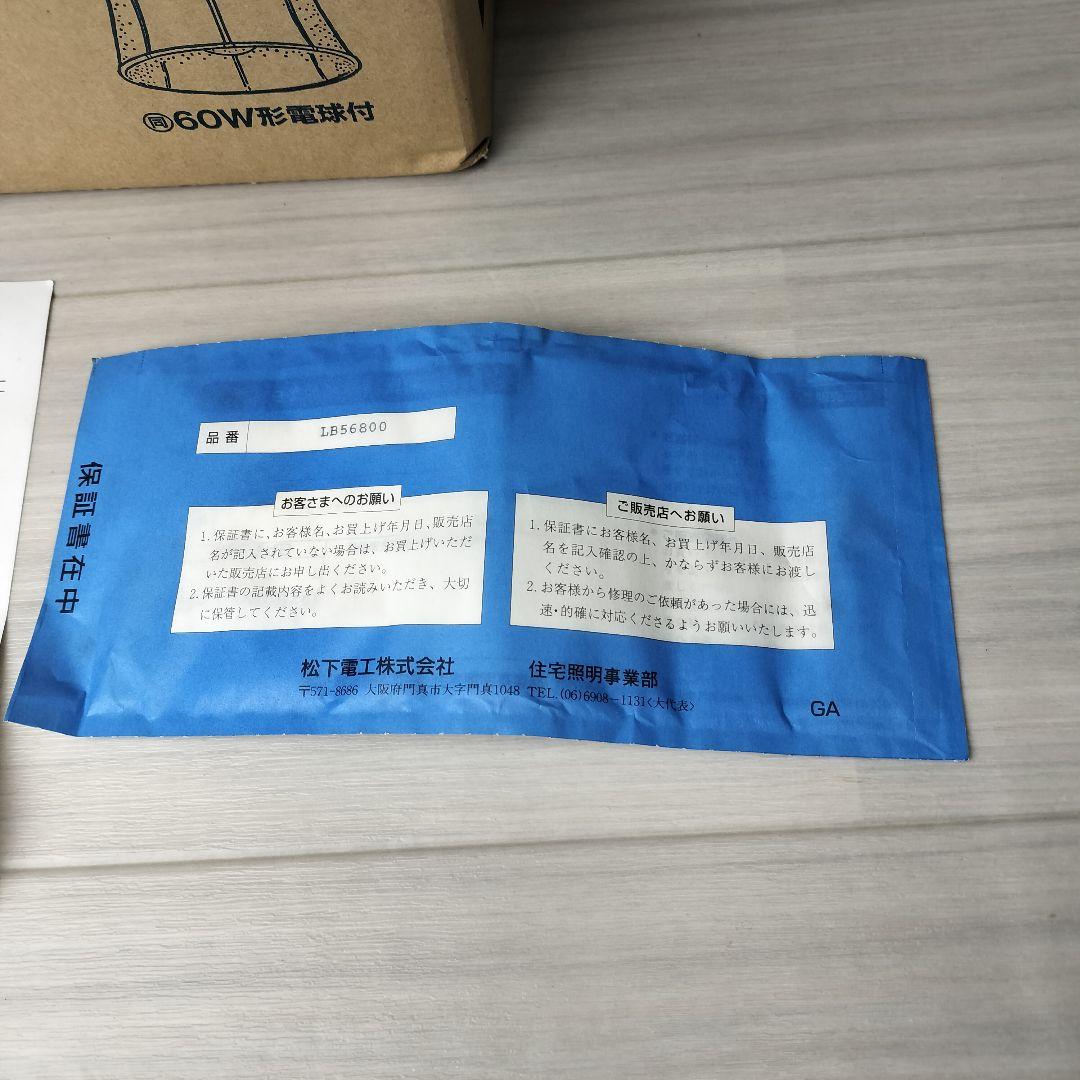 同60W形電球付
保証書在中
品番 LB56800
お客さまへのお願い
1.保証書に、お客様名、お買上げ年月日、販売店
名が記入されていない場合は、お買上げいただ
いた販売店にお申し出ください。
2.保証書の記載内容をよくお読みいただき、大切
に保管してください。
ご販売店へお願い
1.保証書にお客様名、お買上げ年月日、販売店
名を記入確認の上、かならずお客様にお渡し
ください。
2.お客様から修理のご依頼があった場合には、迅
速・的確に対応くださるようお願いいたします。
松下電工株式会社 住宅照明事業部
〒571-8686 大阪府門真市大字門真1048 TEL.(06)6908-1131〈大代表〉
GA